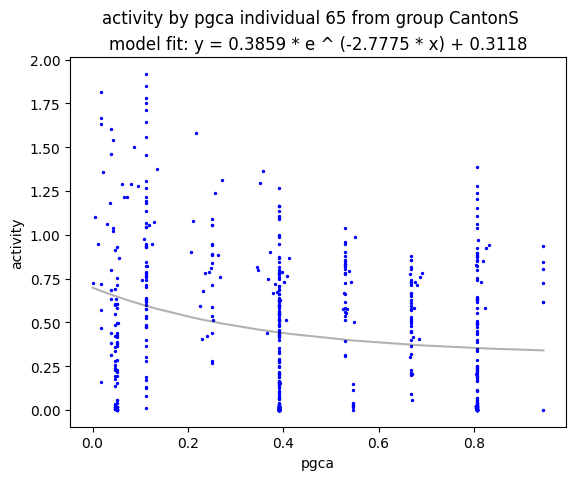 activity by pgca individual 65 from group CantonS
model fit: y = 0.3859 * e ^ (-2.7775 * x) + 0.3118
2.00
1.75
1.50
1.25
1.00
0.75
0.50
0.25
0.00
activity
0.0 0.2 0.4 0.6 0.8
pgca